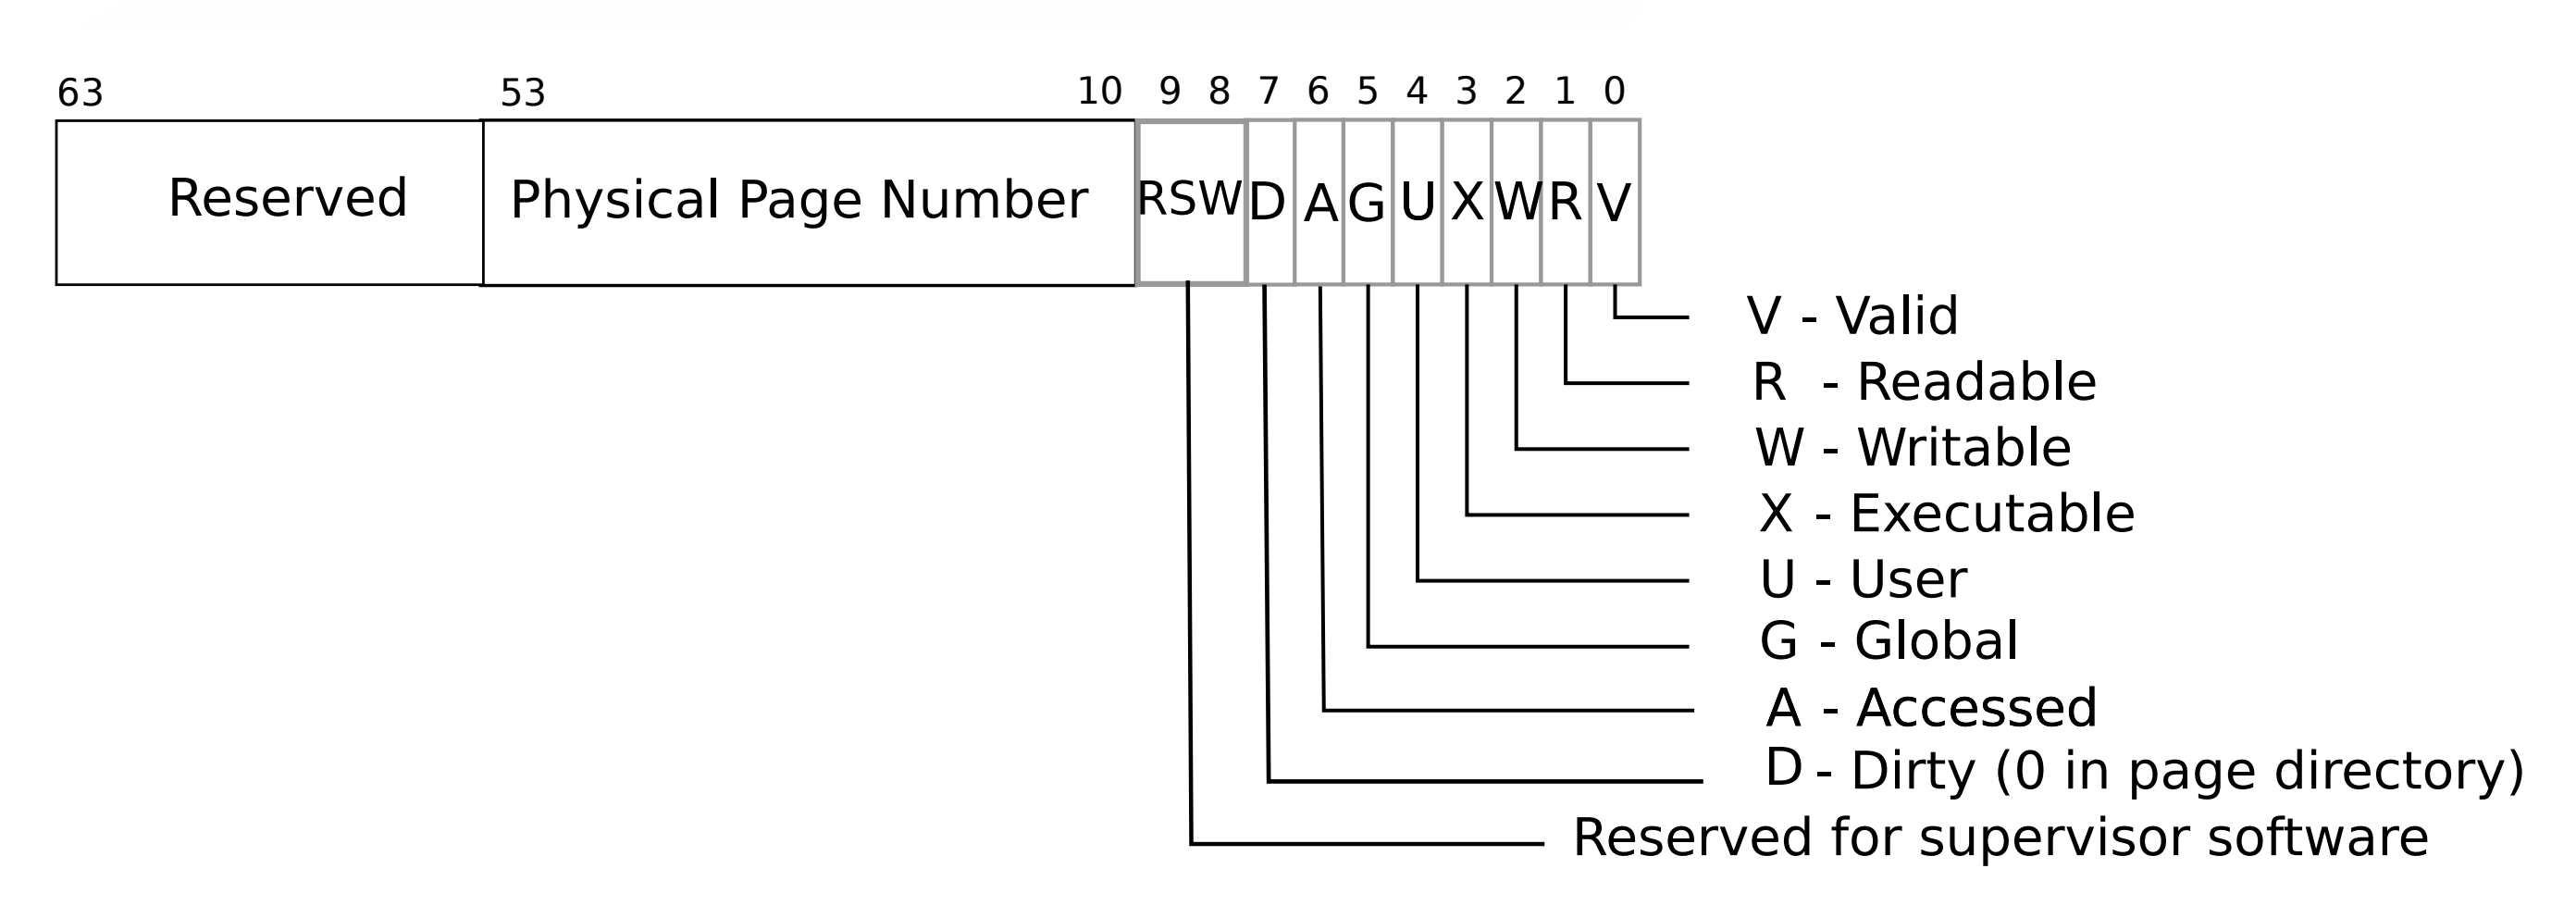 63 53 10 9 8 7 6 5 4 3 2 1 0
Reserved Physical Page Number RSW D A G U X W R V
V - Valid
R - Readable
W - Writable
X - Executable
U - User
G - Global
A - Accessed
D - Dirty (0 in page directory)
Reserved for supervisor software